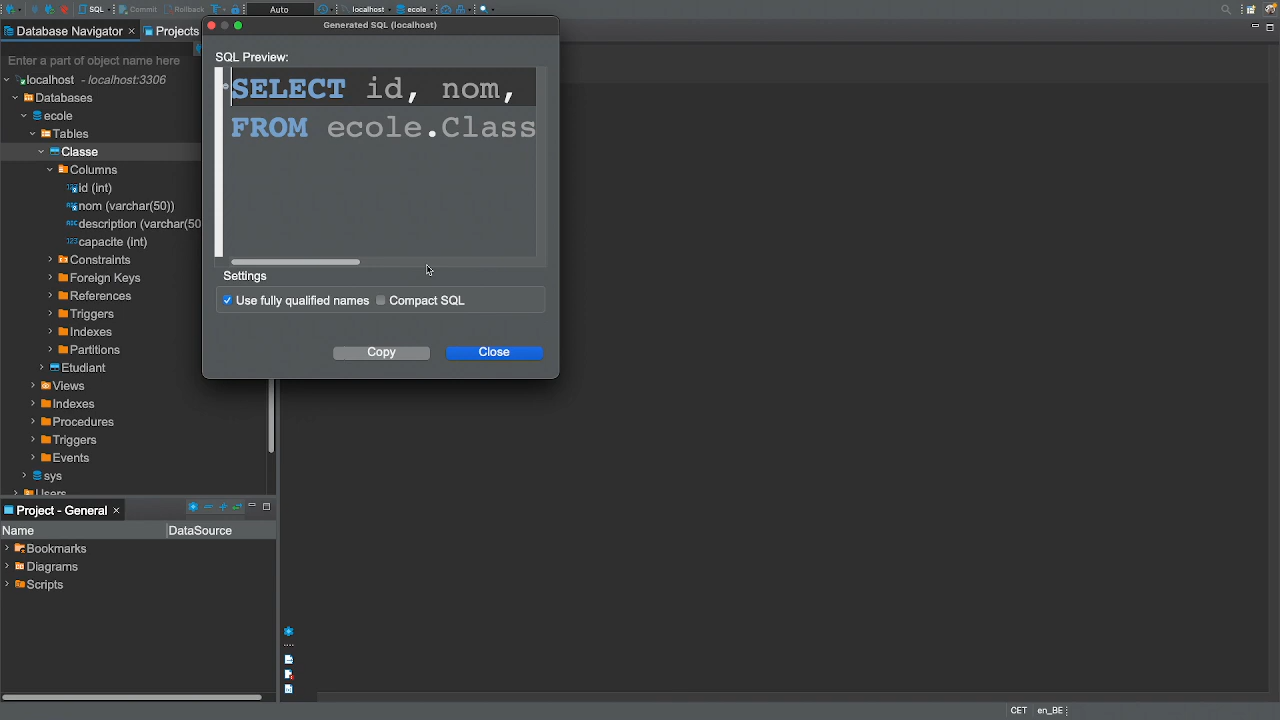 SQL
Commit
Rollback
T
Auto
localhost
ecole
Generated SQL (localhost)
Database Navigator
Projects
Enter a part of object name here
localhost - localhost:3306
Databases
ecole
Tables
Classe
Columns
id (int)
nom (varchar(50))
description (varchar(50
capacite (int)
Constraints
Foreign Keys
References
Triggers
Indexes
Partitions
Etudiant
Views
Indexes
Procedures
Triggers
Events
sys
Users
SQL Preview:
SELECT id, nom,
FROM ecole.Class
Settings
Use fully qualified names
Compact SQL
Copy
Close
Project - General
Name
DataSource
Bookmarks
Diagrams
Scripts
CET
en_BE